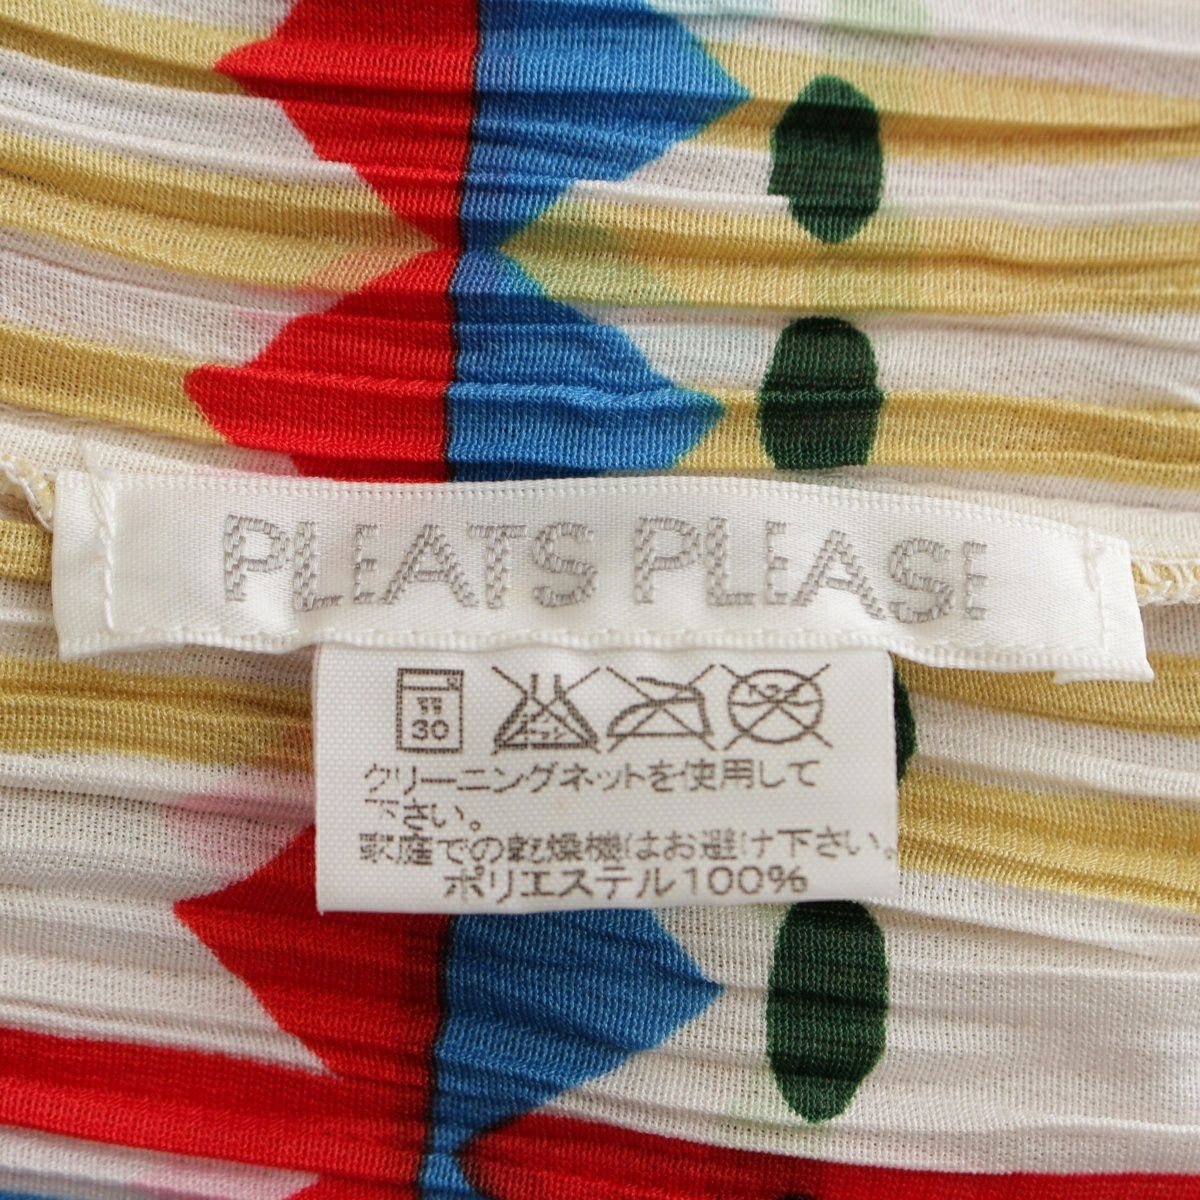 PLEATS PLEASE
30
クリーニングネットを使用して
下さい。
家庭での乾燥機はお避け下さい。
ポリエステル100%